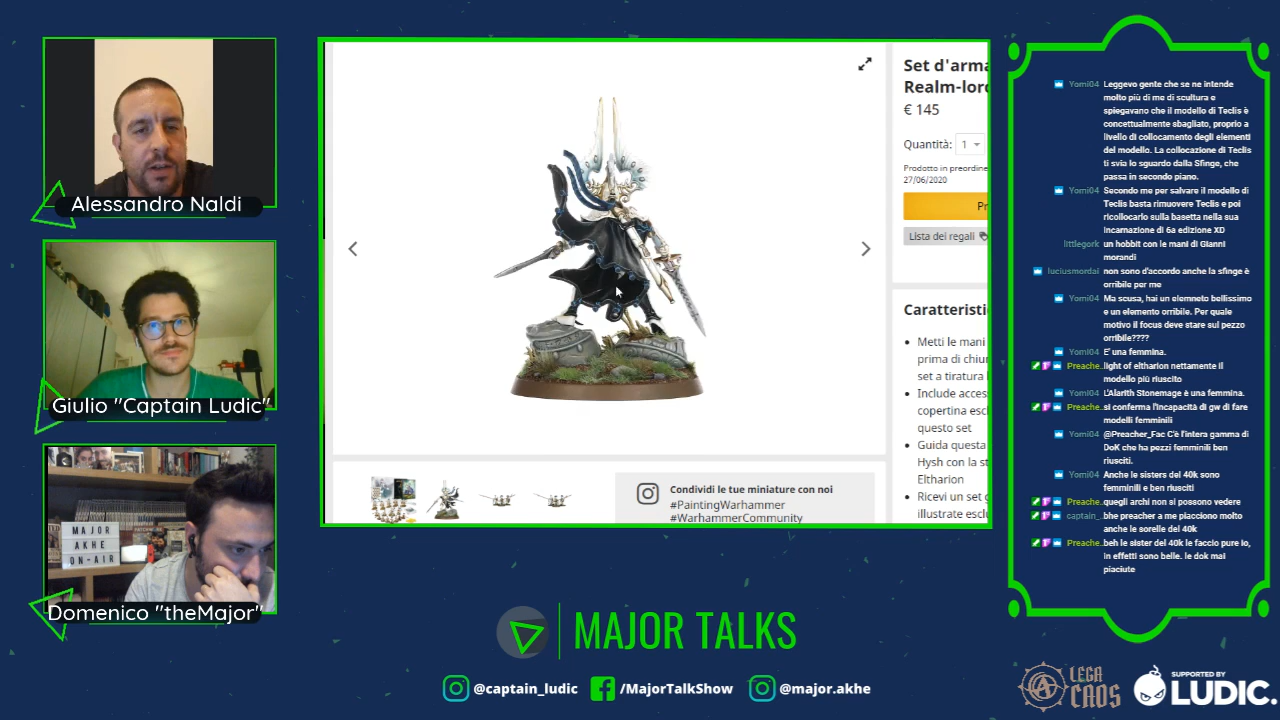 Alessandro Naldi
Giulio "Captain Ludic"
MAJOR
AKHE
ON-AIR
Domenico "theMajor"
Set d'arma
Realm-lord
€ 145
Quantità: 1
Prodotto in preordine
27/06/2020
Pr
Lista dei regali
Caratteristi
Metti le mani
prima di chiun
set a tiratura l
Include acces
copertina escl
questo set
Guida questa
Hysh con la st
Eltharion
Ricevi un set
illustrate esclu
Condividi le tue miniature con noi
#PaintingWarhammer
#WarhammerCommunity
Yomi04 Leggevo gente che se ne intende
molto più di me di scultura e
spiegavano che il modello di Teclis è
concettualmente sbagliato, proprio a
livello di collocamento degli elementi
del modello. La collocazione di Teclis
ti svia lo sguardo dalla Sfinge, che
passa in secondo piano.
Yomi04 Secondo me per salvare il modello di
Teclis basta rimuovere Teclis e poi
ricollocarlo sulla basetta nella sua
incarnazione di 6a edizione XD
littlegork un hobbit con le mani di Gianni
morandi
luciusmordai non sono d'accordo anche la sfinge è
orribile per me
Yomi04 Ma scusa, hai un elemneto bellissimo
e un elemento orribile. Per quale
motivo il focus deve stare sul pezzo
orribile????
Yomi04 E' una femmina.
Preache.. light of eltharion nettamente il
modello più riuscito
Yomi04 L'Alarith Stonemage è una femmina.
Preache.. si conferma l'incapacità di gw di fare
modelli femminili
Yomi04 @Preacher_Fac C'è l'intera gamma di
DoK che ha pezzi femminili ben
riusciti.
Yomi04 Anche le sisters del 40k sono
femminili e ben riusciti
Preache.. quegli archi non si possono vedere
captain_.. bhe preacher a me piacciono molto
anche le sorelle del 40k
Preache.. beh le sister del 40k le faccio pure io,
in effetti sono belle. le dok mai
piaciute
MAJOR TALKS
@captain_ludic /MajorTalkShow @major.akhe
LEGA
CAOS
SUPPORTED BY
LUDIC.